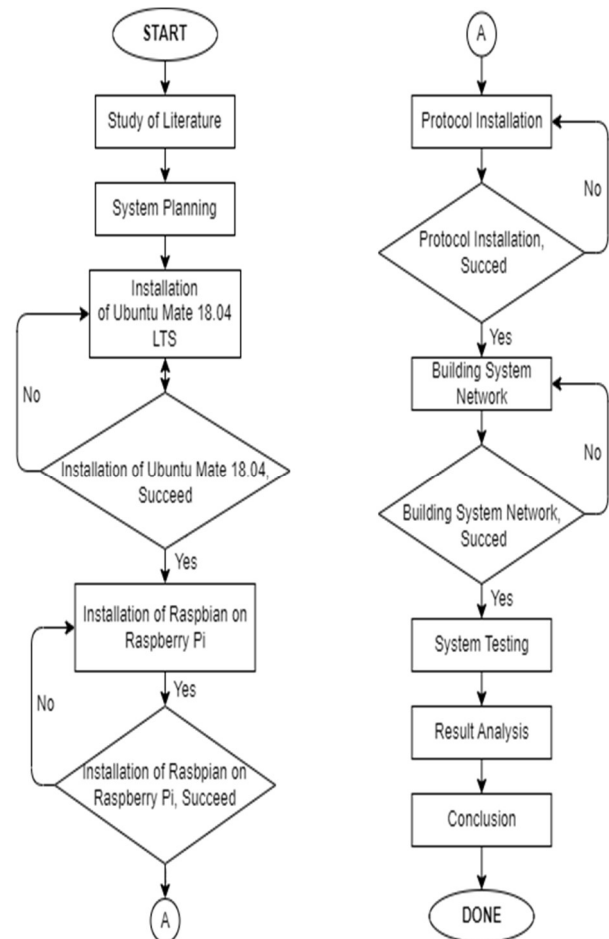 START
Study of Literature
System Planning
Installation
of Ubuntu Mate 18.04
LTS
No
Installation of Ubuntu Mate 18.04,
Succeed
Yes
Installation of Raspbian on
Raspberry Pi
Yes
No
Installation of Rasbpian on
Raspberry Pi, Succeed
A
A
Protocol Installation
No
Protocol Installation,
Succed
Yes
Building System
Network
No
Building System Network,
Succed
Yes
System Testing
Result Analysis
Conclusion
DONE